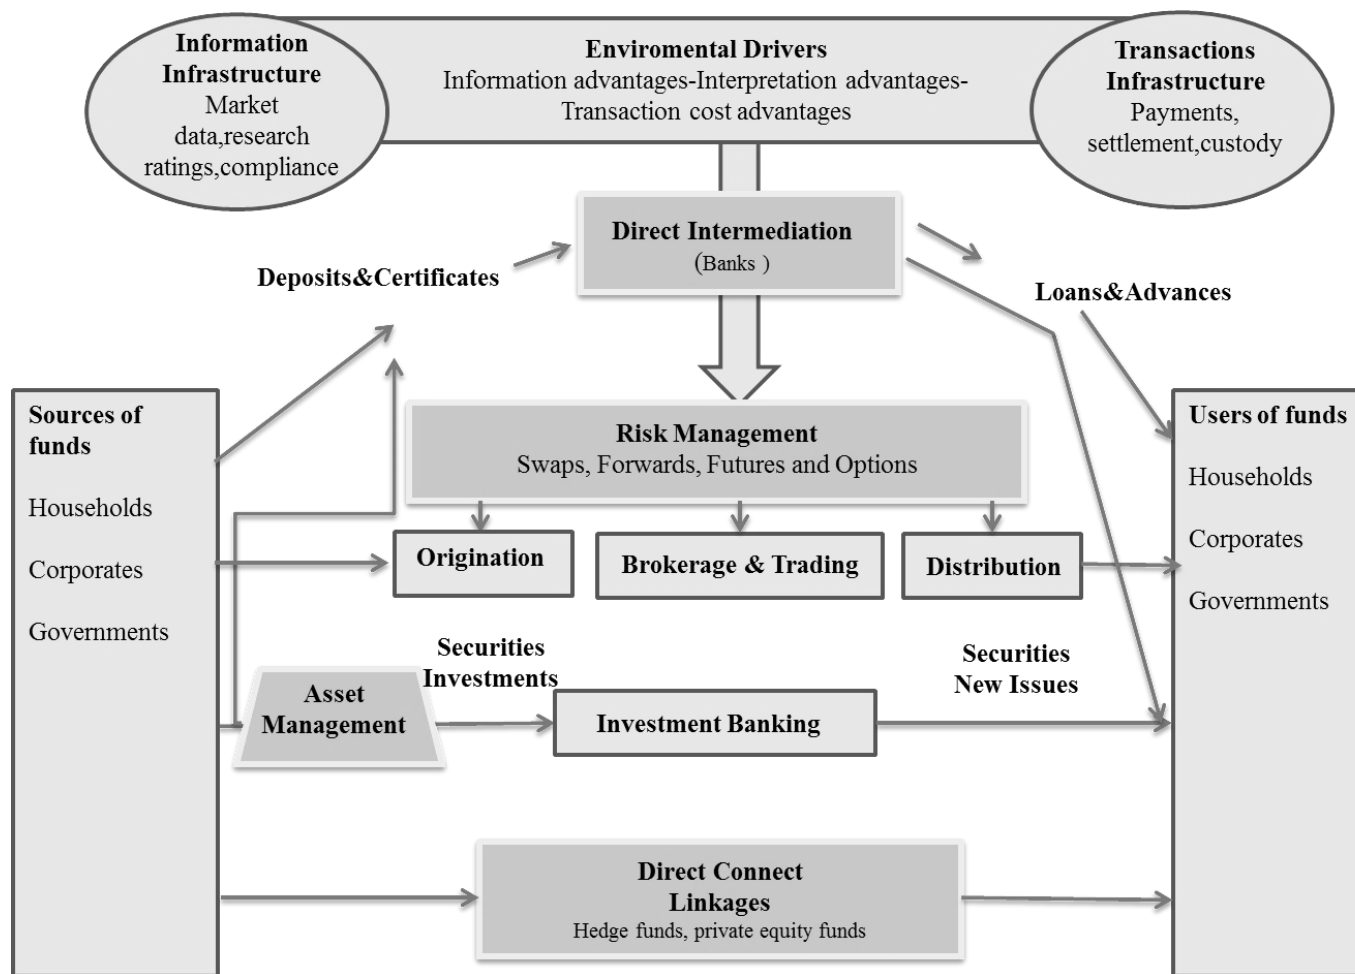 Information
Infrastructure
Market
data,research
ratings,compliance
Enviromental Drivers
Information advantages-Interpretation advantages-
Transaction cost advantages
Transactions
Infrastructure
Payments,
settlement,custody
Direct Intermediation
(Banks )
Deposits&Certificates
Loans&Advances
Sources of
funds
Households
Corporates
Governments
Risk Management
Swaps, Forwards, Futures and Options
Origination
Brokerage & Trading
Distribution
Users of funds
Households
Corporates
Governments
Asset
Management
Securities
Investments
Investment Banking
Securities
New Issues
Direct Connect
Linkages
Hedge funds, private equity funds